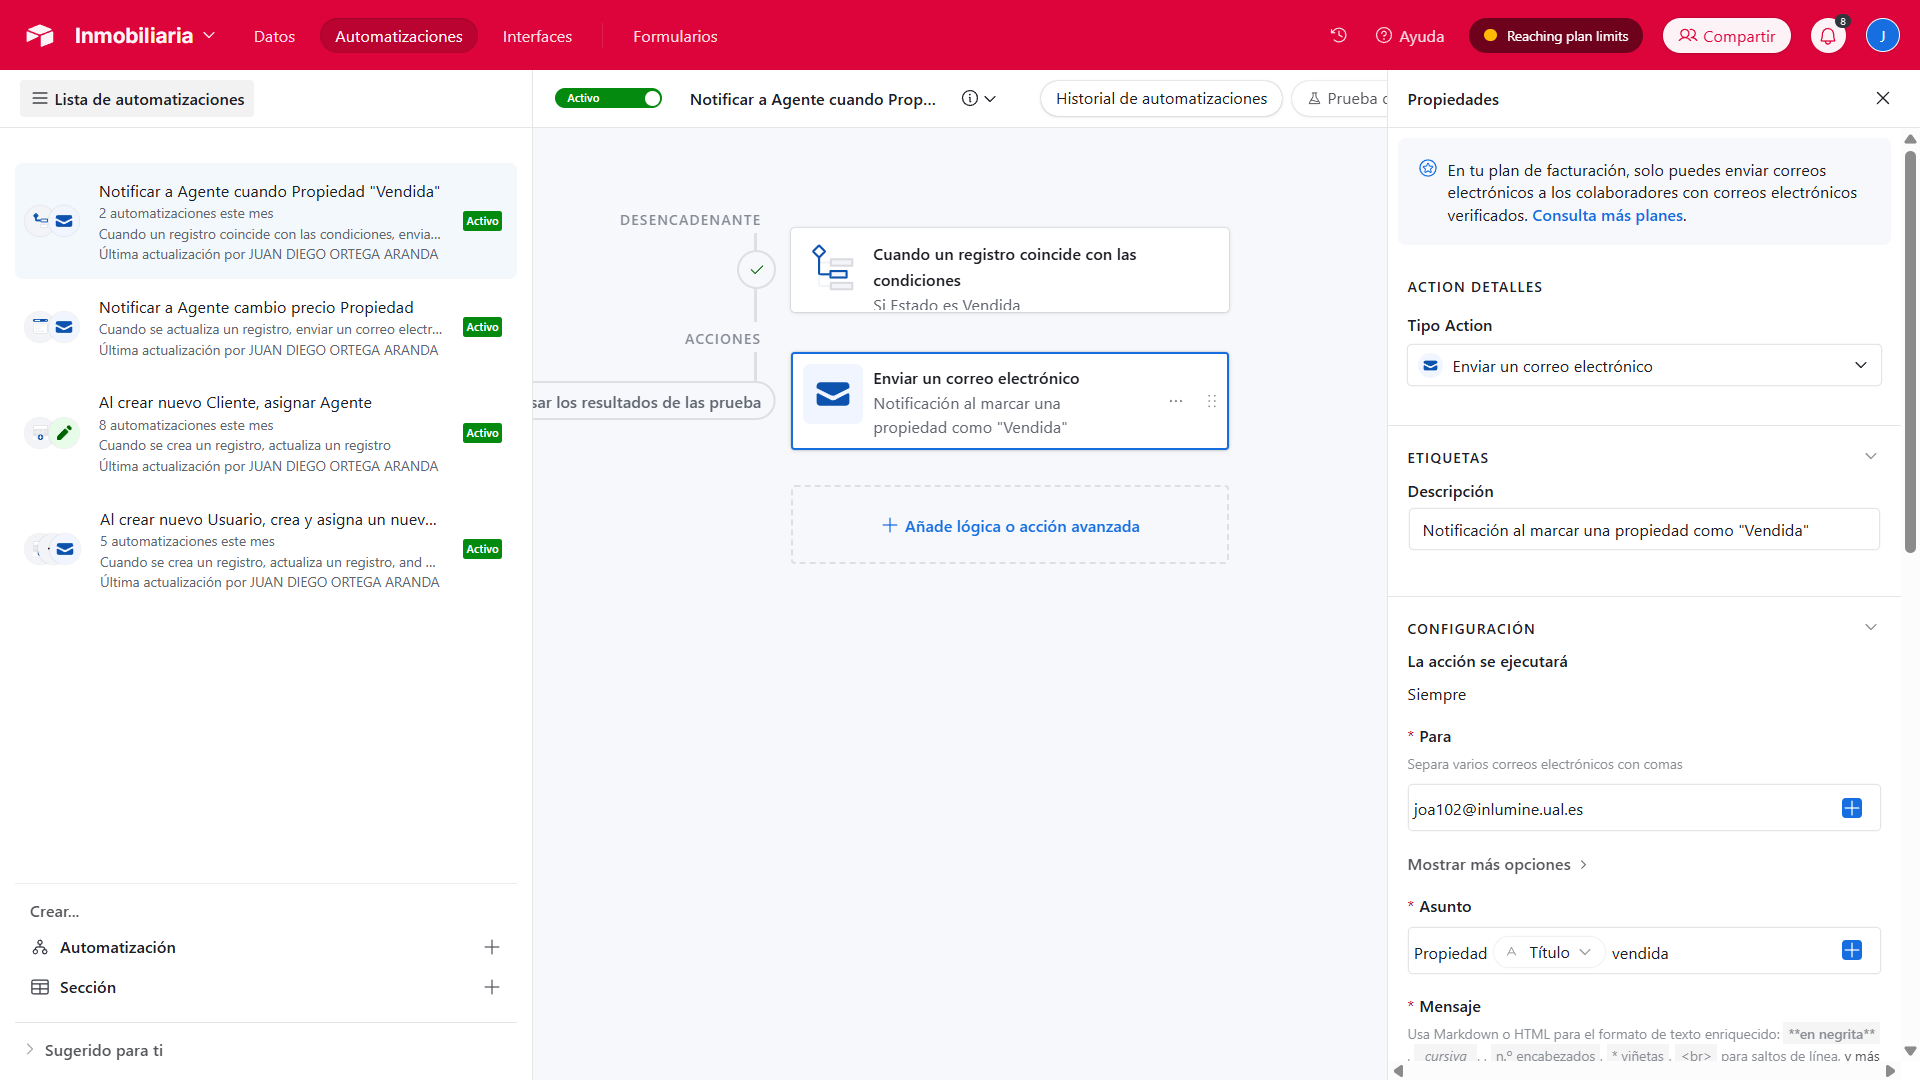 Inmobiliaria
Datos
Automatizaciones
Interfaces
Formularios
Ayuda
Reaching plan limits
Compartir
8
J
Lista de automatizaciones
Activo
Notificar a Agente cuando Prop...
Historial de automatizaciones
Prueba
Propiedades
Notificar a Agente cuando Propiedad "Vendida"
2 automatizaciones este mes
Cuando un registro coincide con las condiciones, envia...
Última actualización por JUAN DIEGO ORTEGA ARANDA
Activo
Notificar a Agente cambio precio Propiedad
Cuando se actualiza un registro, enviar un correo electr...
Última actualización por JUAN DIEGO ORTEGA ARANDA
Activo
Al crear nuevo Cliente, asignar Agente
8 automatizaciones este mes
Cuando se crea un registro, actualiza un registro
Última actualización por JUAN DIEGO ORTEGA ARANDA
Activo
Al crear nuevo Usuario, crea y asigna un nuev...
5 automatizaciones este mes
Cuando se crea un registro, actualiza un registro, and ...
Última actualización por JUAN DIEGO ORTEGA ARANDA
Activo
Crear...
Automatización
Sección
Sugerido para ti
DESENCADENANTE
Cuando un registro coincide con las
condiciones
Si Estado es Vendida
ACCIONES
sar los resultados de las prueba
Enviar un correo electrónico
Notificación al marcar una
propiedad como "Vendida"
Añade lógica o acción avanzada
En tu plan de facturación, solo puedes enviar correos
electrónicos a los colaboradores con correos electrónicos
verificados. Consulta más planes.
ACTION DETALLES
Tipo Action
Enviar un correo electrónico
ETIQUETAS
Descripción
Notificación al marcar una propiedad como "Vendida"
CONFIGURACIÓN
La acción se ejecutará
Siempre
* Para
Separa varios correos electrónicos con comas
joa102@inlumine.ual.es
Mostrar más opciones
* Asunto
Propiedad A Título vendida
* Mensaje
Usa Markdown o HTML para el formato de texto enriquecido: **en negrita**
, _cursiva_, n.º encabezados, * viñetas, <br> para saltos de línea, y más